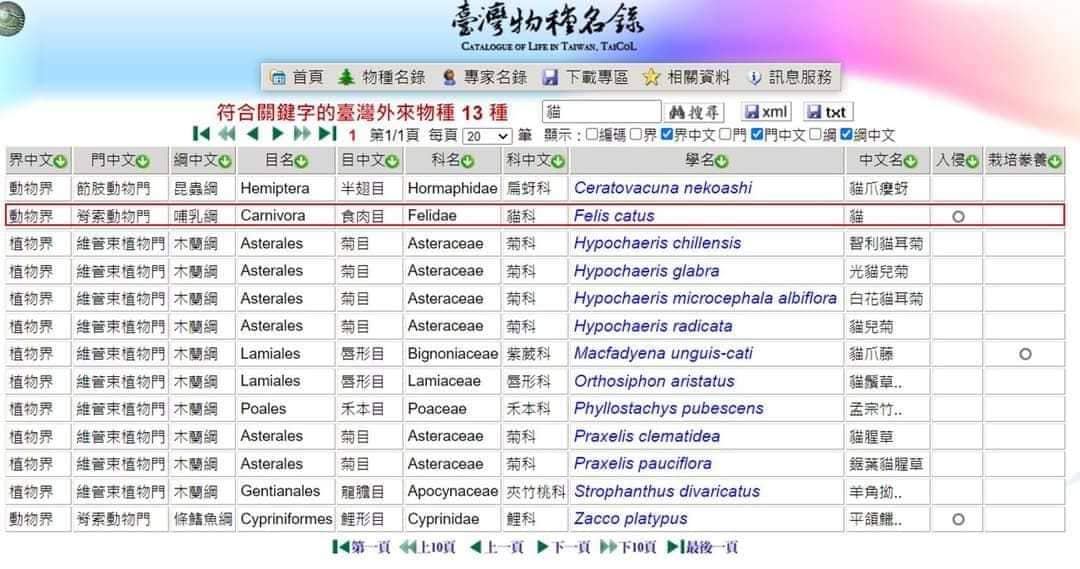 臺灣物種名錄
CATALOGUE OF LIFE IN TAIWAN, TAICOL
首頁 物種名錄 專家名錄 下載專區 相關資料 訊息服務
符合關鍵字的臺灣外來物種 13 種 貓 搜尋 xml txt
1 第1/1頁 每頁 20 筆 顯示：編碼 界 界中文 門 門中文 綱 綱中文
界中文 門中文 綱中文 目名 目中文 科名 科中文 學名 中文名 入侵 栽培豢養
動物界 節肢動物門 昆蟲綱 Hemiptera 半翅目 Hormaphidae 扁蚜科 Ceratovacuna nekoashi 貓爪癭蚜
動物界 脊索動物門 哺乳綱 Carnivora 食肉目 Felidae 貓科 Felis catus 貓 O
植物界 維管束植物門 木蘭綱 Asterales 菊目 Asteraceae 菊科 Hypochaeris chillensis 智利貓耳菊
植物界 維管束植物門 木蘭綱 Asterales 菊目 Asteraceae 菊科 Hypochaeris glabra 光貓兒菊
植物界 維管束植物門 木蘭綱 Asterales 菊目 Asteraceae 菊科 Hypochaeris microcephala albiflora 白花貓耳菊
植物界 維管束植物門 木蘭綱 Asterales 菊目 Asteraceae 菊科 Hypochaeris radicata 貓兒菊
植物界 維管束植物門 木蘭綱 Lamiales 唇形目 Bignoniaceae 紫葳科 Macfadyena unguis-cati 貓爪藤 O
植物界 維管束植物門 木蘭綱 Lamiales 唇形目 Lamiaceae 唇形科 Orthosiphon aristatus 貓鬚草..
植物界 維管束植物門 木蘭綱 Poales 禾本目 Poaceae 禾本科 Phyllostachys pubescens 孟宗竹..
植物界 維管束植物門 木蘭綱 Asterales 菊目 Asteraceae 菊科 Praxelis clematidea 貓腥草
植物界 維管束植物門 木蘭綱 Asterales 菊目 Asteraceae 菊科 Praxelis pauciflora 鋸葉貓腥草
植物界 維管束植物門 木蘭綱 Gentianales 龍膽目 Apocynaceae 夾竹桃科 Strophanthus divaricatus 羊角拗..
動物界 脊索動物門 條鰭魚綱 Cypriniformes 鯉形目 Cyprinidae 鯉科 Zacco platypus 平頜鱲.. O
第一頁 上10頁 上一頁 下一頁 下10頁 最後一頁